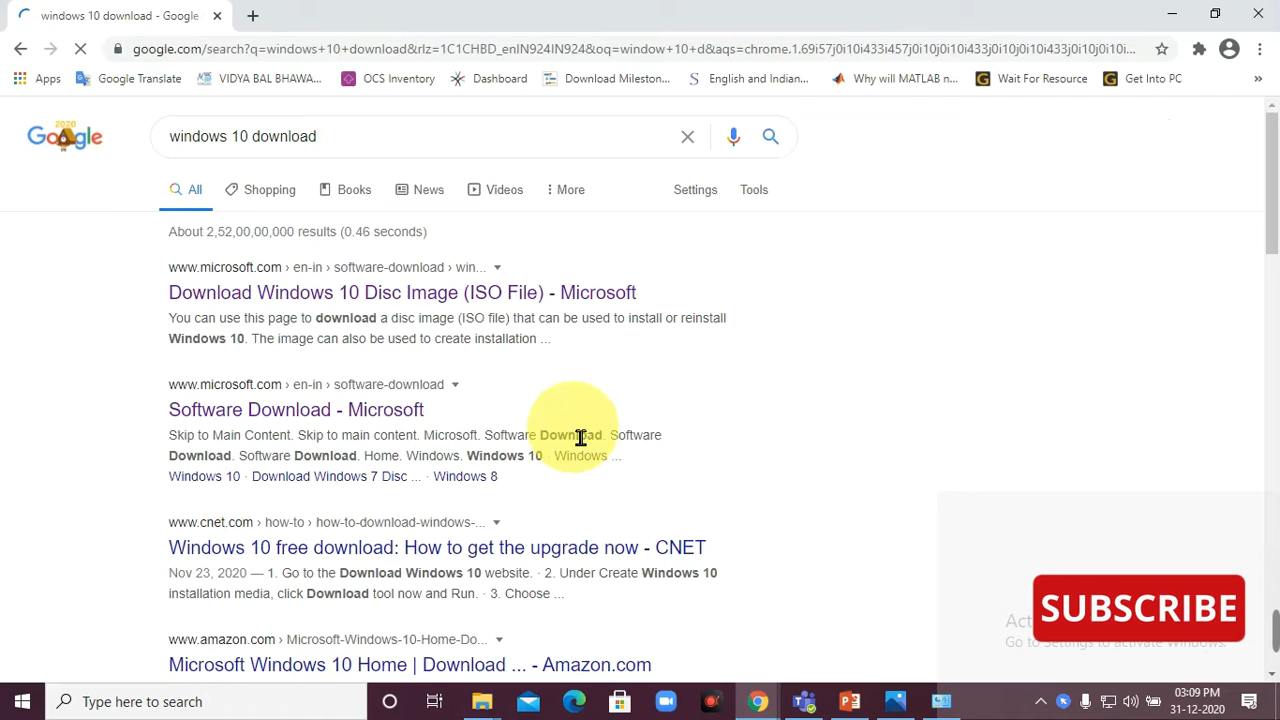 windows 10 download - Google
google.com/search?q=windows+10+download&rlz=1C1CHBD_enIN924IN924&oq=window+10+d&aqs=chrome.1.69i57j0i10i433i457j0i10j0i10i433j0i10j0i10i433j0i10j0i10i...
Apps Google Translate VIDYA BAL BHAWA... OCS Inventory Dashboard Download Mileston... English and Indian... Why will MATLAB n... Wait For Resource Get Into PC »
2020
Google windows 10 download
All Shopping Books News Videos More Settings Tools
About 2,52,00,00,000 results (0.46 seconds)
www.microsoft.com › en-in › software-download › win...
Download Windows 10 Disc Image (ISO File) - Microsoft
You can use this page to download a disc image (ISO file) that can be used to install or reinstall
Windows 10. The image can also be used to create installation ...
www.microsoft.com › en-in › software-download
Software Download - Microsoft
Skip to Main Content. Skip to main content. Microsoft. Software Download. Software
Download. Software Download. Home. Windows. Windows 10 · Windows ...
Windows 10 · Download Windows 7 Disc ... · Windows 8
www.cnet.com › how-to › how-to-download-windows-...
Windows 10 free download: How to get the upgrade now - CNET
Nov 23, 2020 — 1. Go to the Download Windows 10 website. · 2. Under Create Windows 10
installation media, click Download tool now and Run. · 3. Choose ...
www.amazon.com › Microsoft-Windows-10-Home-Do...
Microsoft Windows 10 Home | Download ... - Amazon.com
SUBSCRIBE
Go to Settings to activate Windows.
Type here to search
03:09 PM
31-12-2020